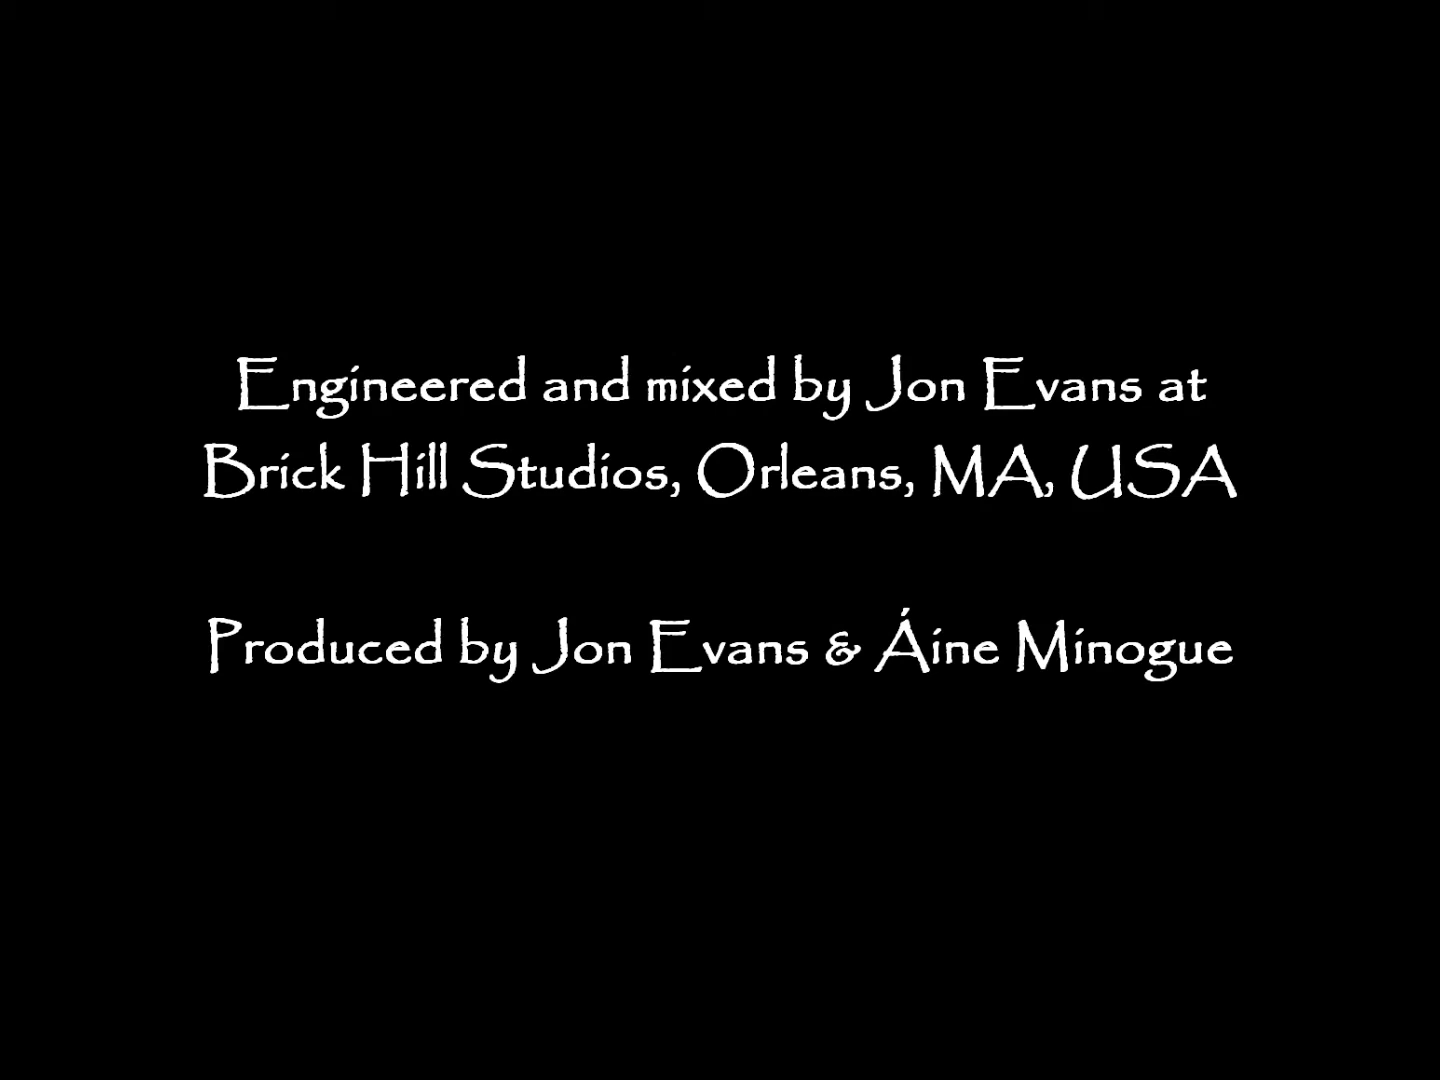 Engineered and mixed by Jon Evans at
Brick Hill Studios, Orleans, MA, USA
Produced by Jon Evans & Áine Minogue